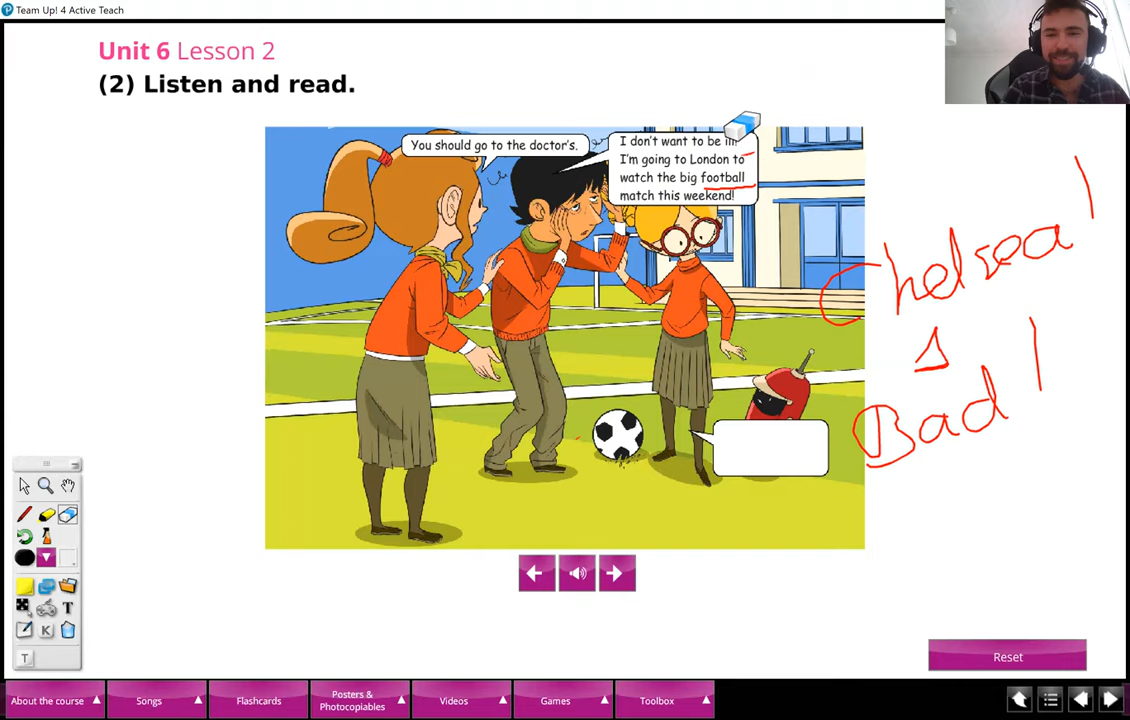 Team Up! 4 Active Teach
Unit 6 Lesson 2
(2) Listen and read.
You should go to the doctor's.
I don't want to be ill!
I'm going to London to
watch the big football
match this weekend!
Chelsea!
Bad!
T
K
T
Reset
About the course
Songs
Flashcards
Posters &
Photocopiables
Videos
Games
Toolbox